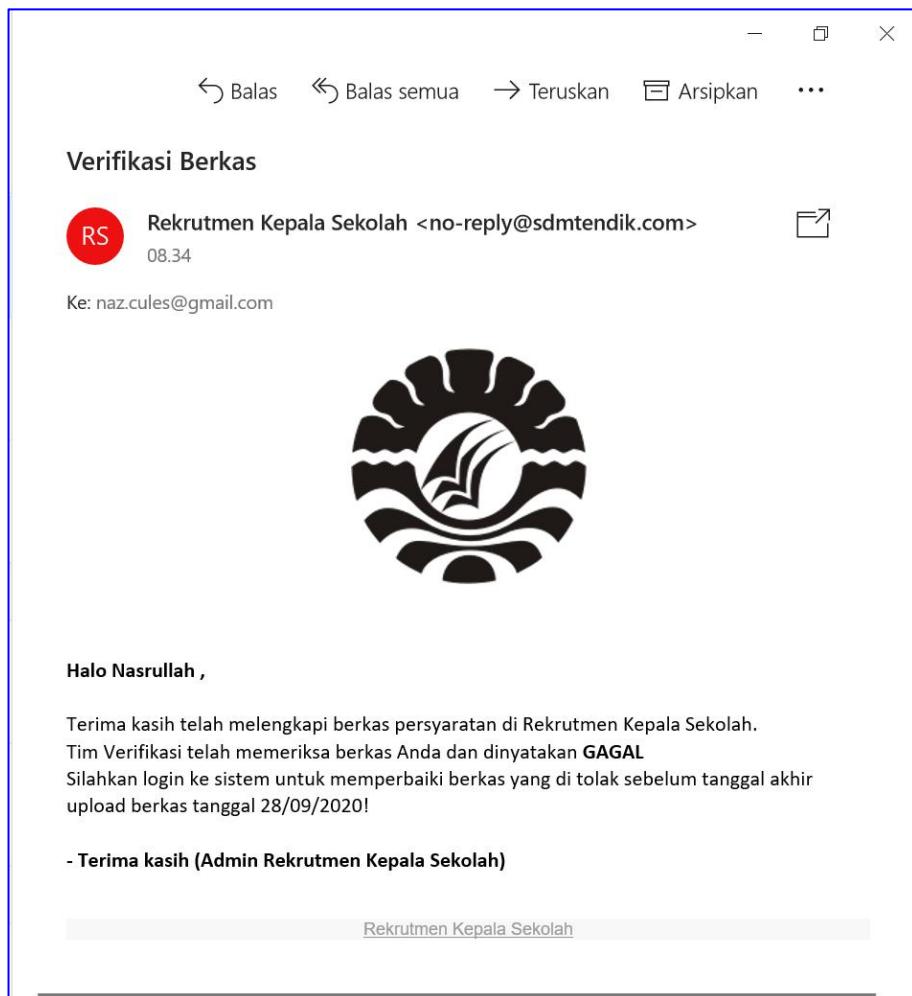 Balas Balas semua Teruskan Arsipkan
Verifikasi Berkas
RS
Rekrutmen Kepala Sekolah <no-reply@sdmtendik.com>
08.34
Ke: naz.cules@gmail.com
Halo Nasrullah ,
Terima kasih telah melengkapi berkas persyaratan di Rekrutmen Kepala Sekolah.
Tim Verifikasi telah memeriksa berkas Anda dan dinyatakan GAGAL
Silahkan login ke sistem untuk memperbaiki berkas yang di tolak sebelum tanggal akhir
upload berkas tanggal 28/09/2020!
- Terima kasih (Admin Rekrutmen Kepala Sekolah)
Rekrutmen Kepala Sekolah